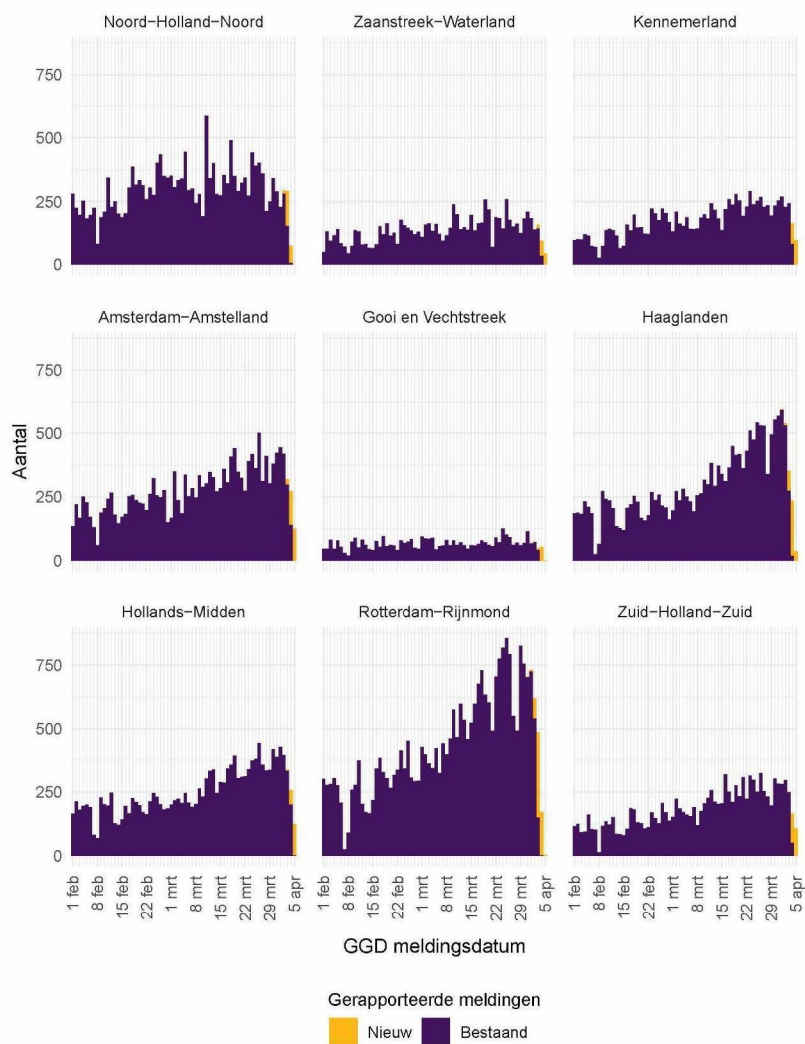 Noord-Holland-Noord
Zaanstreek-Waterland
Kennemerland
750
500
250
0
Amsterdam-Amstelland
Gooi en Vechtstreek
Haaglanden
750
500
250
0
Aantal
Hollands-Midden
Rotterdam-Rijnmond
Zuid-Holland-Zuid
750
500
250
0
1 feb
8 feb
15 feb
22 feb
1 mrt
8 mrt
15 mrt
22 mrt
29 mrt
5 apr
1 feb
8 feb
15 feb
22 feb
1 mrt
8 mrt
15 mrt
22 mrt
29 mrt
5 apr
1 feb
8 feb
15 feb
22 feb
1 mrt
8 mrt
15 mrt
22 mrt
29 mrt
5 apr
GGD meldingsdatum
Gerapporteerde meldingen
Nieuw
Bestaand